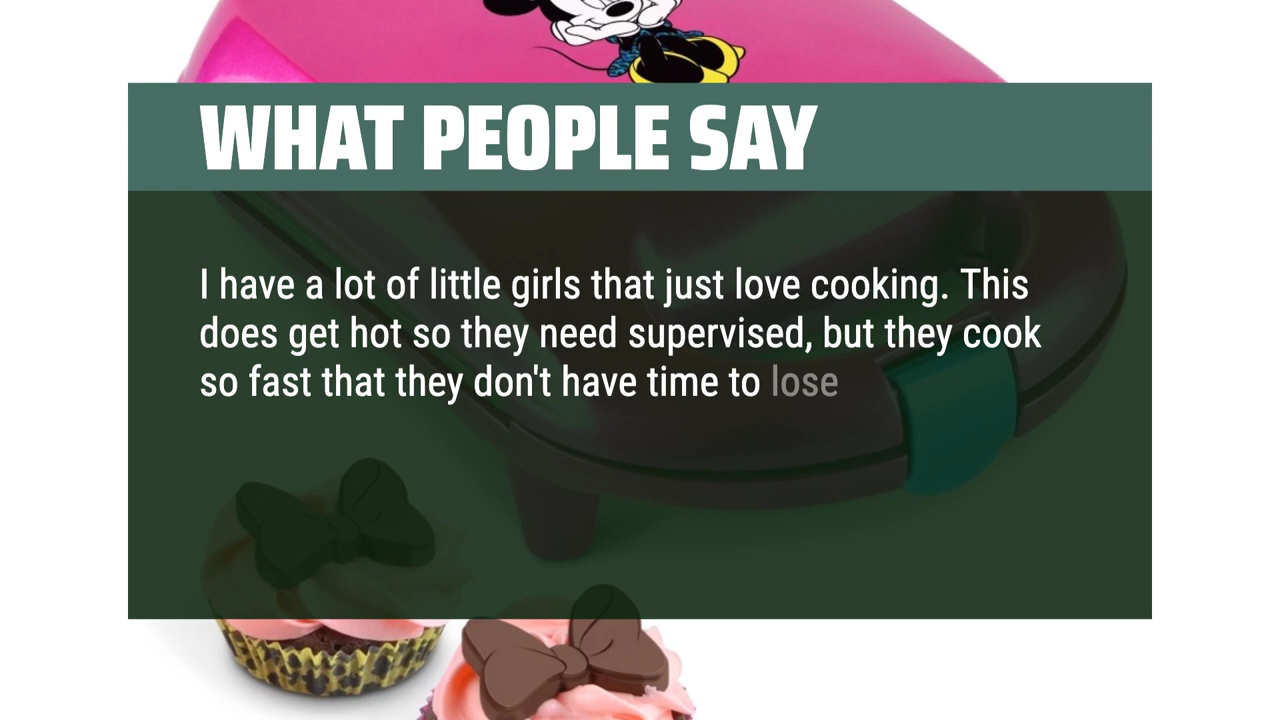 WHAT PEOPLE SAY
I have a lot of little girls that just love cooking. This
does get hot so they need supervised, but they cook
so fast that they don't have time to lose